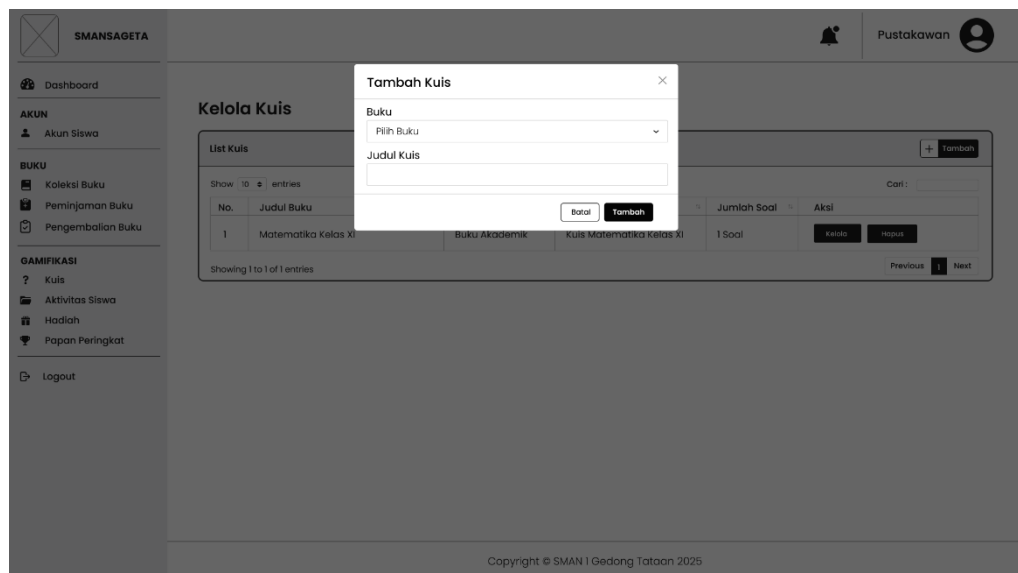 SMANSAGETA
Pustakawan
Dashboard
AKUN
Akun Siswa
BUKU
Koleksi Buku
Peminjaman Buku
Pengembalian Buku
GAMIFIKASI
? Kuis
Aktivitas Siswa
Hadiah
Papan Peringkat
Logout
Kelola Kuis
List Kuis
+ Tambah
Show 10 entries
Cari :
No. Judul Buku Jumlah Soal Aksi
1 Matematika Kelas XI Buku Akademik Kuis Matematika Kelas XI 1 Soal Kelola Hapus
Showing 1 to 1 of 1 entries
Previous 1 Next
Tambah Kuis
Buku
Pilih Buku
Judul Kuis
Batal Tambah
Copyright © SMAN 1 Gedong Tataan 2025